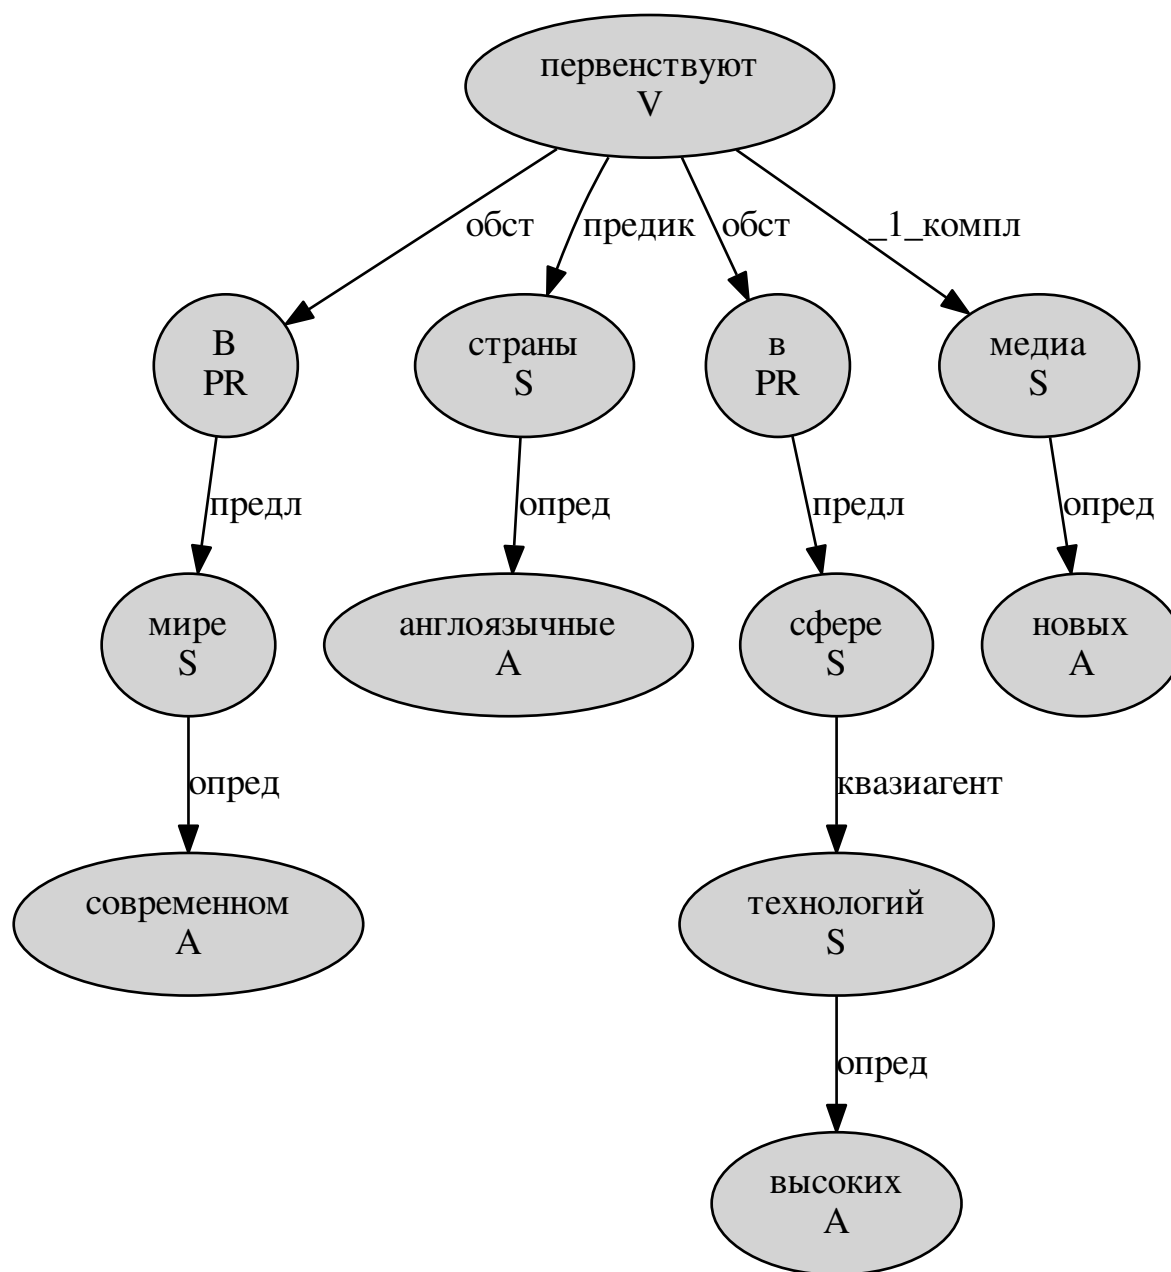 первенствуют
V
обст
предик
обст
_1_компл
В
PR
страны
S
в
PR
медиа
S
предл
опред
предл
опред
мире
S
англоязычные
A
сфере
S
новых
A
опред
квазиагент
современном
A
технологий
S
опред
высоких
A